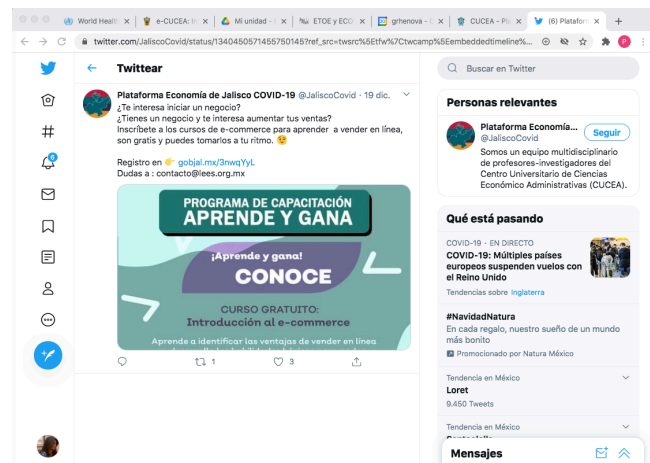 World Health
e-CUCEA: In
Mi unidad -
ETOE y ECO
grhenova - C
CUCEA - Pla
(6) Plataform
twitter.com/JaliscoCovid/status/1340450571455750145?ref_src=twsrc%5Etfw%7Ctwcamp%5Eembeddedtimeline%...
P
Twittear
Buscar en Twitter
Plataforma Economía de Jalisco COVID-19 @JaliscoCovid · 19 dic.
¿Te interesa iniciar un negocio?
¿Tienes un negocio y te interesa aumentar tus ventas?
Inscríbete a los cursos de e-commerce para aprender a vender en línea,
son gratis y puedes tomarlos a tu ritmo. 😉
Registro en 👉 gobjal.mx/3nwqYyL
Dudas a : contacto@lees.org.mx
PROGRAMA DE CAPACITACIÓN
APRENDE Y GANA
¡Aprende y gana!
CONOCE
CURSO GRATUITO:
Introducción al e-commerce
Aprende a identificar las ventajas de vender en línea
1
3
Personas relevantes
Plataforma Economía...
@JaliscoCovid
Seguir
Somos un equipo multidisciplinario
de profesores-investigadores del
Centro Universitario de Ciencias
Económico Administrativas (CUCEA).
Qué está pasando
COVID-19 · EN DIRECTO
COVID-19: Múltiples países
europeos suspenden vuelos con
el Reino Unido
Tendencias sobre Inglaterra
#NavidadNatura
En cada regalo, nuestro sueño de un mundo
más bonito
Promocionado por Natura México
Tendencia en México
Loret
9.450 Tweets
Tendencia en México
Mensajes